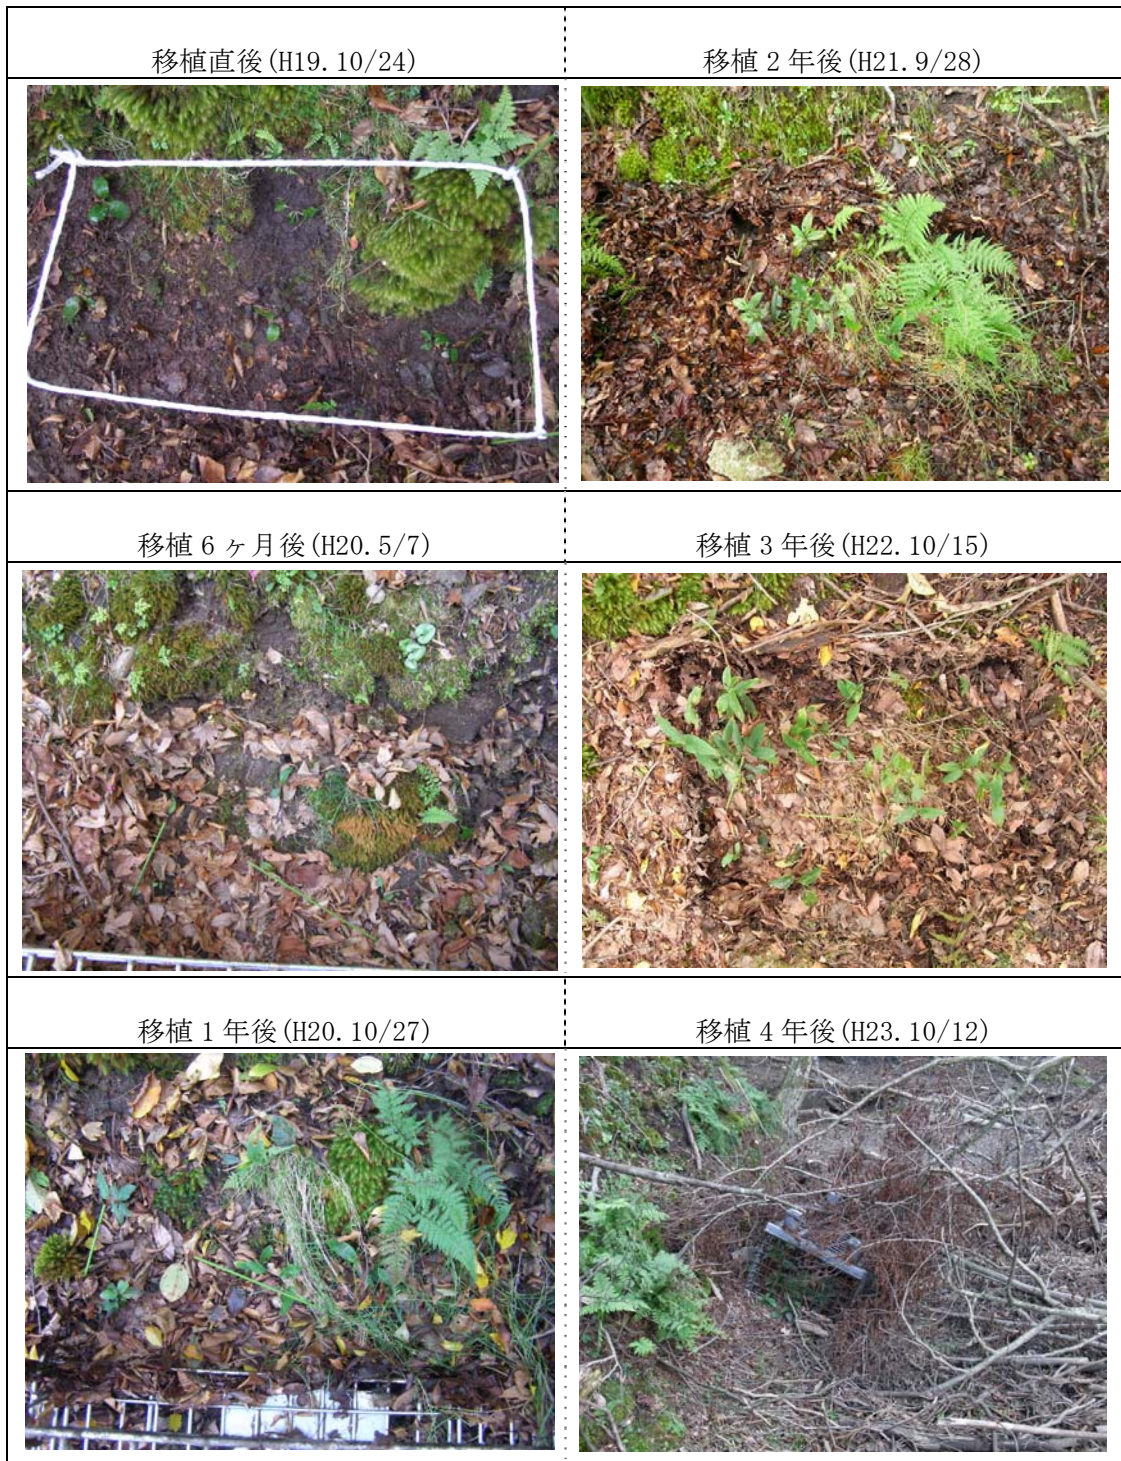 移植直後(H19.10/24)
移植 2 年後(H21.9/28)
移植 6 ヶ月後(H20.5/7)
移植 3 年後(H22.10/15)
移植 1 年後(H20.10/27)
移植 4 年後(H23.10/12)